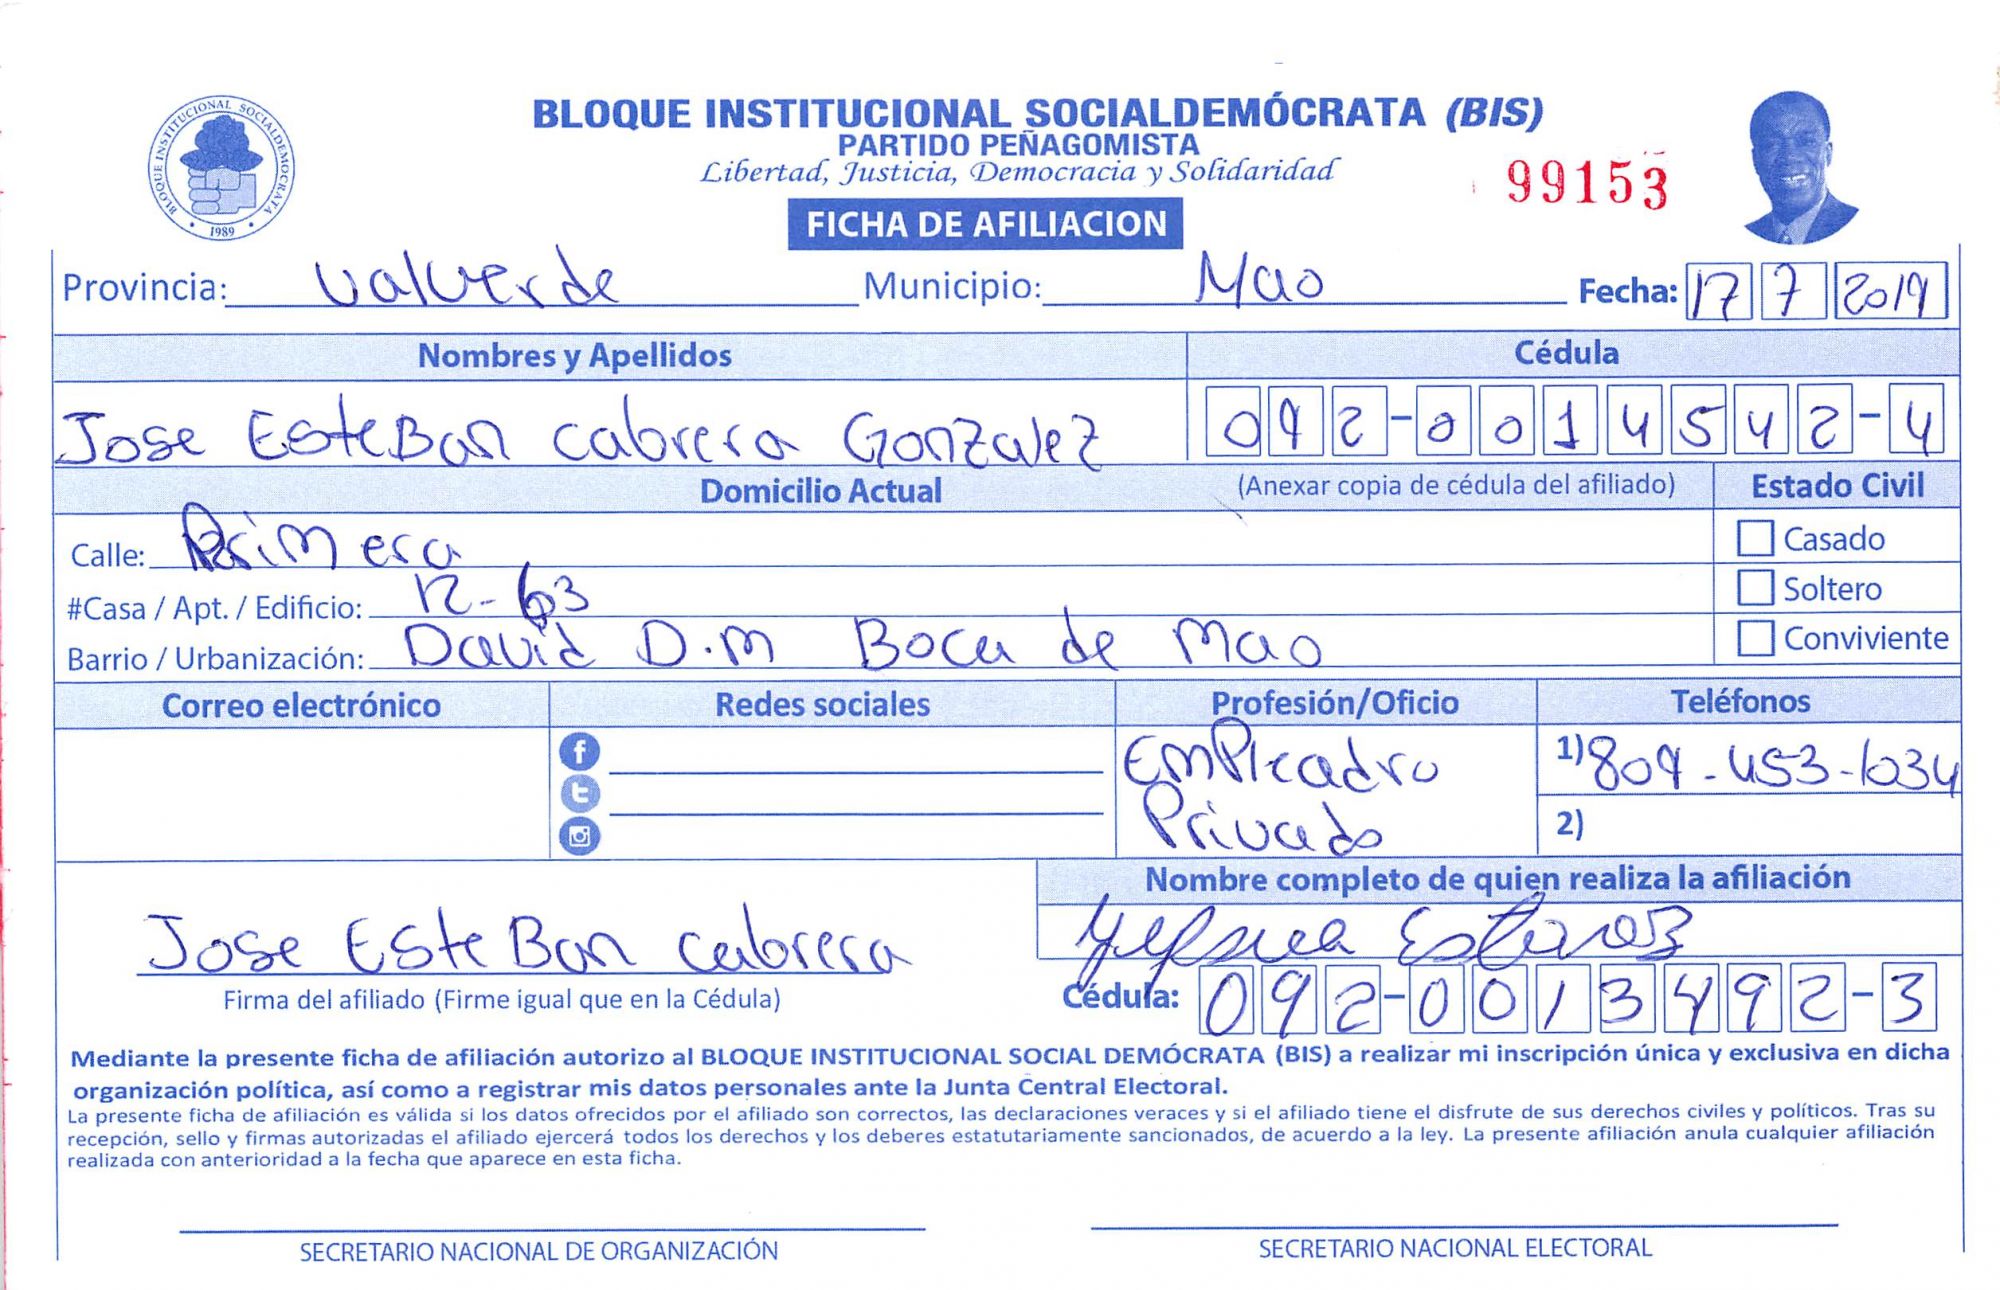 BLOQUE INSTITUCIONAL SOCIALDEMOCRATA
1989
BLOQUE INSTITUCIONAL SOCIALDEMÓCRATA (BIS)
PARTIDO PEÑAGOMISTA
Libertad, Justicia, Democracia y Solidaridad
99153
FICHA DE AFILIACION
Provincia: Valverde Municipio: Mao Fecha: 17 7 2019
Nombres y Apellidos Cédula
Jose EsteBan Cabrera Gonzalez 092-0014542-4
Domicilio Actual (Anexar copia de cédula del afiliado) Estado Civil
Calle: Primera Casado
#Casa / Apt. / Edificio: 12-63 Soltero
Barrio / Urbanización: David D.M Boca de Mao Conviviente
Correo electrónico Redes sociales Profesión/Oficio Teléfonos
EmPleadro 1) 809-453-1034
Privado 2)
Nombre completo de quien realiza la afiliación
Jose EsteBan Cabrera
Firma del afiliado (Firme igual que en la Cédula) Cédula: 092-0013492-3
Mediante la presente ficha de afiliación autorizo al BLOQUE INSTITUCIONAL SOCIAL DEMÓCRATA (BIS) a realizar mi inscripción única y exclusiva en dicha
organización política, así como a registrar mis datos personales ante la Junta Central Electoral.
La presente ficha de afiliación es válida si los datos ofrecidos por el afiliado son correctos, las declaraciones veraces y si el afiliado tiene el disfrute de sus derechos civiles y políticos. Tras su
recepción, sello y firmas autorizadas el afiliado ejercerá todos los derechos y los deberes estatutariamente sancionados, de acuerdo a la ley. La presente afiliación anula cualquier afiliación
realizada con anterioridad a la fecha que aparece en esta ficha.
SECRETARIO NACIONAL DE ORGANIZACIÓN SECRETARIO NACIONAL ELECTORAL